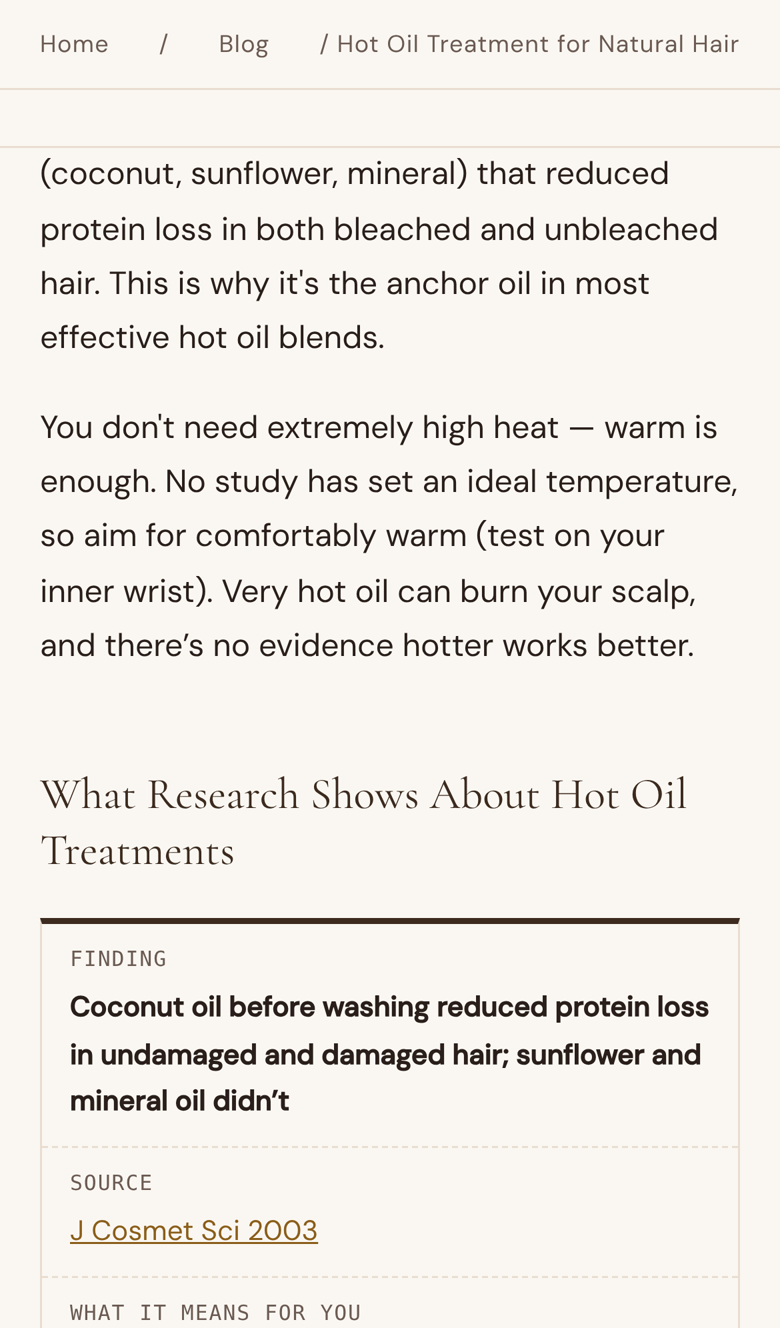 Home / Blog / Hot Oil Treatment for Natural Hair
(coconut, sunflower, mineral) that reduced
protein loss in both bleached and unbleached
hair. This is why it's the anchor oil in most
effective hot oil blends.
You don't need extremely high heat — warm is
enough. No study has set an ideal temperature,
so aim for comfortably warm (test on your
inner wrist). Very hot oil can burn your scalp,
and there’s no evidence hotter works better.
What Research Shows About Hot Oil
Treatments
FINDING
Coconut oil before washing reduced protein loss
in undamaged and damaged hair; sunflower and
mineral oil didn’t
SOURCE
J Cosmet Sci 2003
WHAT IT MEANS FOR YOU